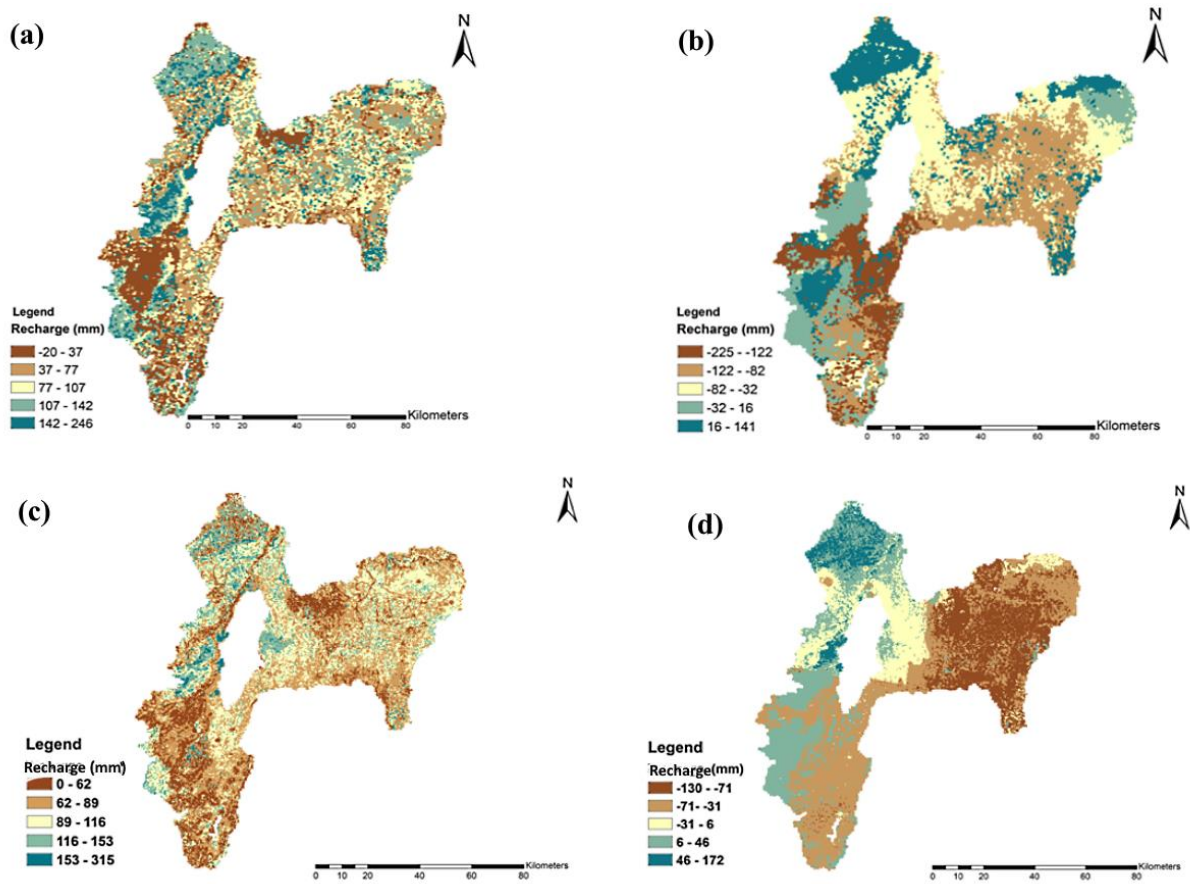 (a)
N
Legend
Recharge (mm)
-20 - 37
37 - 77
77 - 107
107 - 142
142 - 246
Kilometers
0 20 40 60 80
(b)
N
Legend
Recharge (mm)
-225 - -122
-122 - -82
-82 - -32
-32 - 16
16 - 141
Kilometers
0 20 40 60 80
(c)
N
Legend
Recharge (mm)
0 - 62
62 - 89
89 - 116
116 - 153
153 - 315
Kilometers
0 10 20 40 60 80
(d)
N
Legend
Recharge (mm)
-130 - -71
-71- -31
-31 - 6
6 - 46
46 - 172
Kilometers
0 10 20 40 60 80